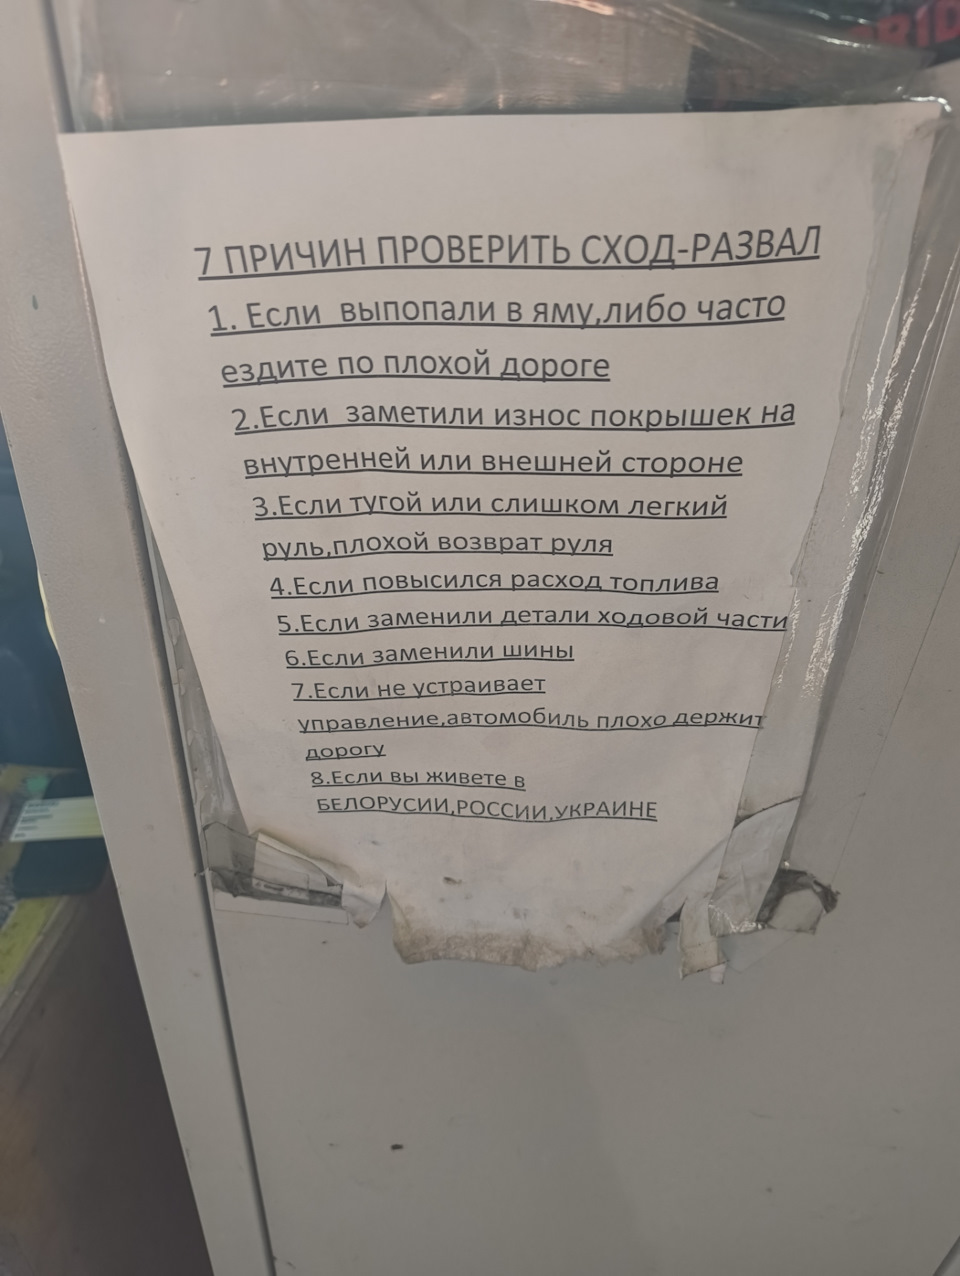 7 ПРИЧИН ПРОВЕРИТЬ СХОД-РАЗВАЛ
1. Если выпопали в яму,либо часто
ездите по плохой дороге
2.Если заметили износ покрышек на
внутренней или внешней стороне
3.Если тугой или слишком легкий
руль,плохой возврат руля
4.Если повысился расход топлива
5.Если заменили детали ходовой части
6.Если заменили шины
7.Если не устраивает
управление,автомобиль плохо держит
дорогу
8.Если вы живете в
БЕЛОРУСИИ,РОССИИ,УКРАИНЕ